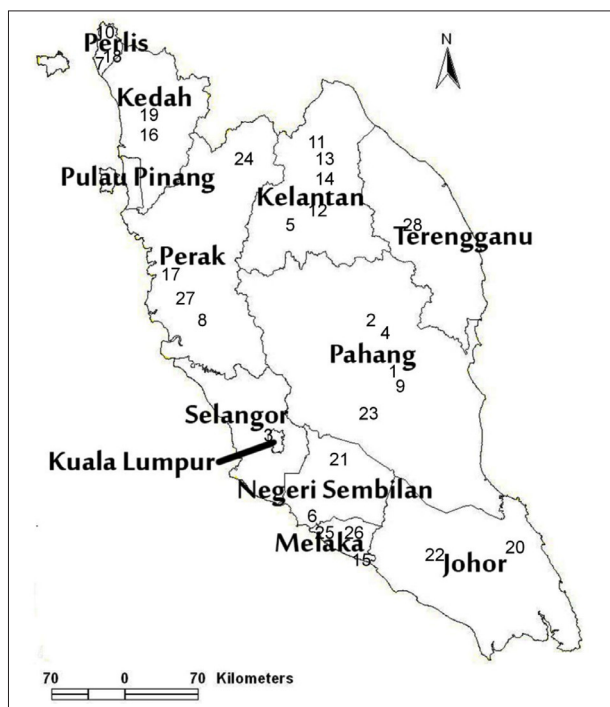 N
10
Perlis
7 18
Kedah
19
16
Pulau Pinang
24
11
13
14
Kelantan
12
5
28
Terengganu
Perak
17
27
8
2
4
Pahang
1
9
23
Selangor
3
Kuala Lumpur
21
Negeri Sembilan
6
25 26
Melaka
15
22 20
Johor
70 0 70 Kilometers